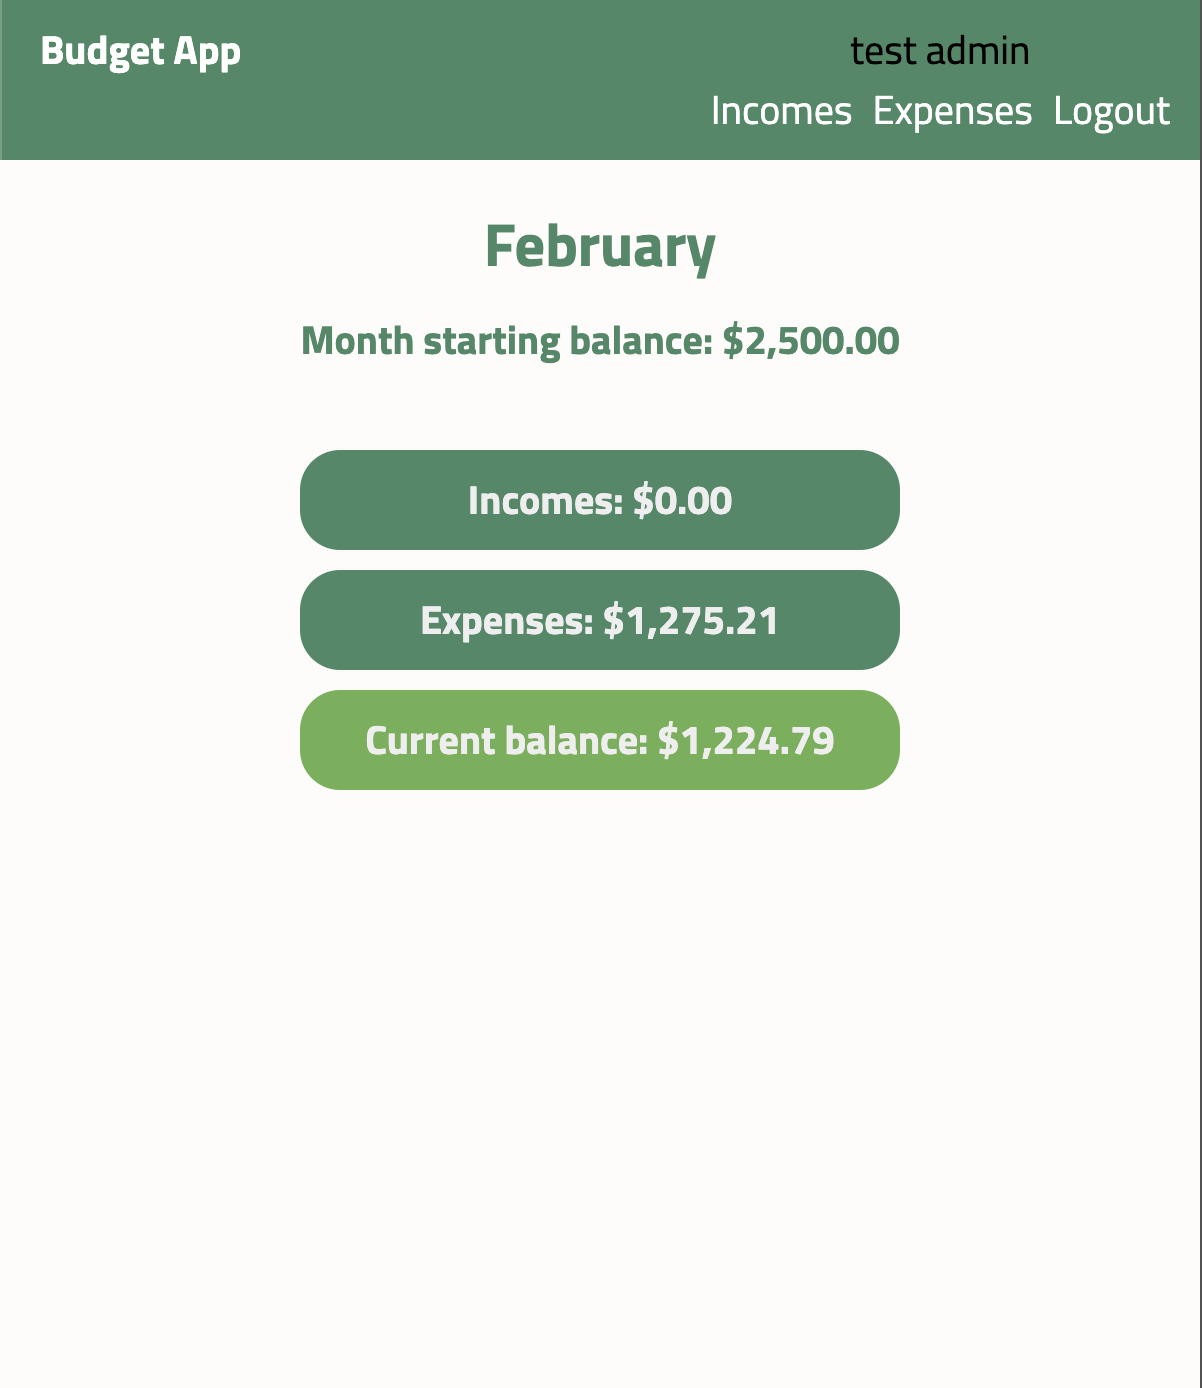 Budget App
test admin
Incomes Expenses Logout
February
Month starting balance: $2,500.00
Incomes: $0.00
Expenses: $1,275.21
Current balance: $1,224.79